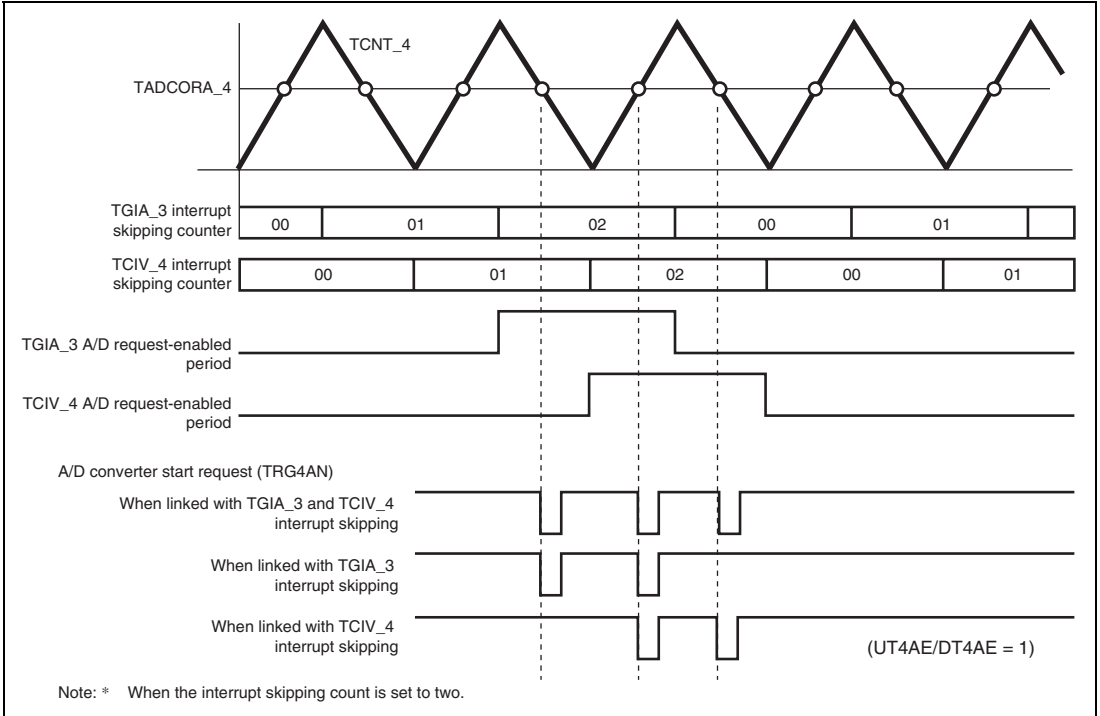 TCNT_4
TADCORA_4
TGIA_3 interrupt
skipping counter
00 01 02 00 01
TCIV_4 interrupt
skipping counter
00 01 02 00 01
TGIA_3 A/D request-enabled
period
TCIV_4 A/D request-enabled
period
A/D converter start request (TRG4AN)
When linked with TGIA_3 and TCIV_4
interrupt skipping
When linked with TGIA_3
interrupt skipping
When linked with TCIV_4
interrupt skipping
(UT4AE/DT4AE = 1)
Note: * When the interrupt skipping count is set to two.